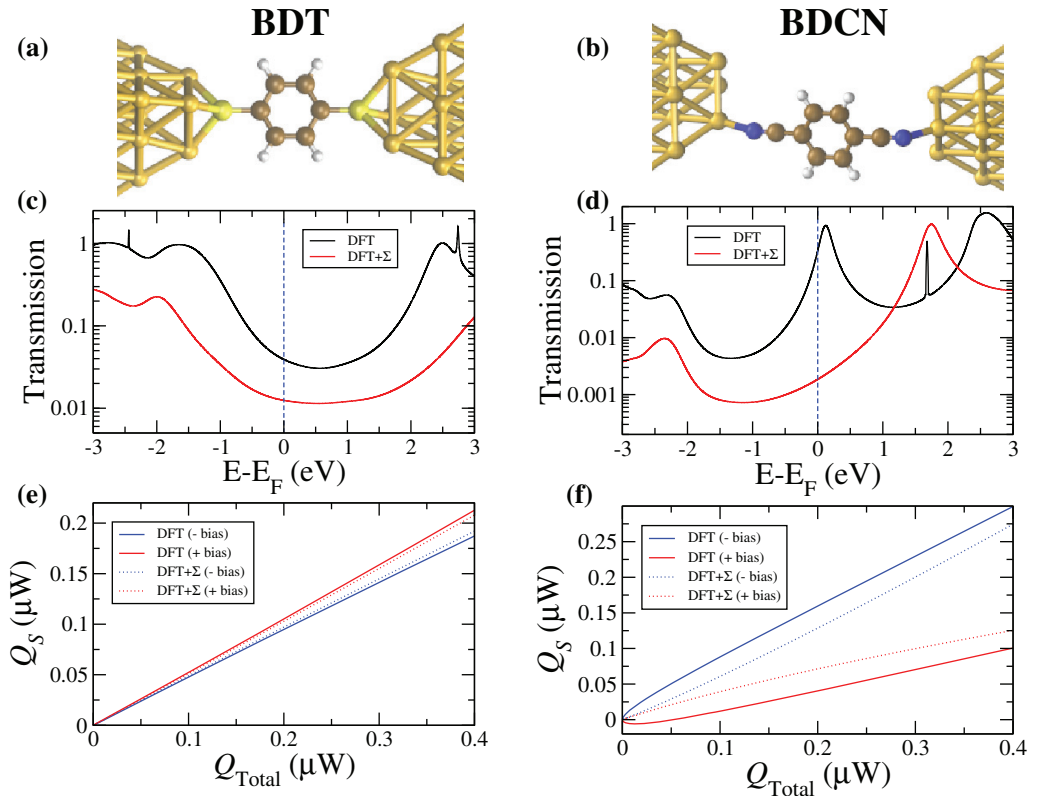 BDT
BDCN
(a)
(b)
(c)
Transmission
1
0.1
0.01
DFT
DFT+Σ
-3 -2 -1 0 1 2 3
E-E_F (eV)
(d)
Transmission
1
0.1
0.01
0.001
DFT
DFT+Σ
-3 -2 -1 0 1 2 3
E-E_F (eV)
(e)
Q_S (μW)
0.2
0.15
0.1
0.05
0
DFT (- bias)
DFT (+ bias)
DFT+Σ (- bias)
DFT+Σ (+ bias)
0 0.1 0.2 0.3 0.4
Q_Total (μW)
(f)
Q_S (μW)
0.25
0.2
0.15
0.1
0.05
0
DFT (- bias)
DFT (+ bias)
DFT+Σ (- bias)
DFT+Σ (+ bias)
0 0.1 0.2 0.3 0.4
Q_Total (μW)